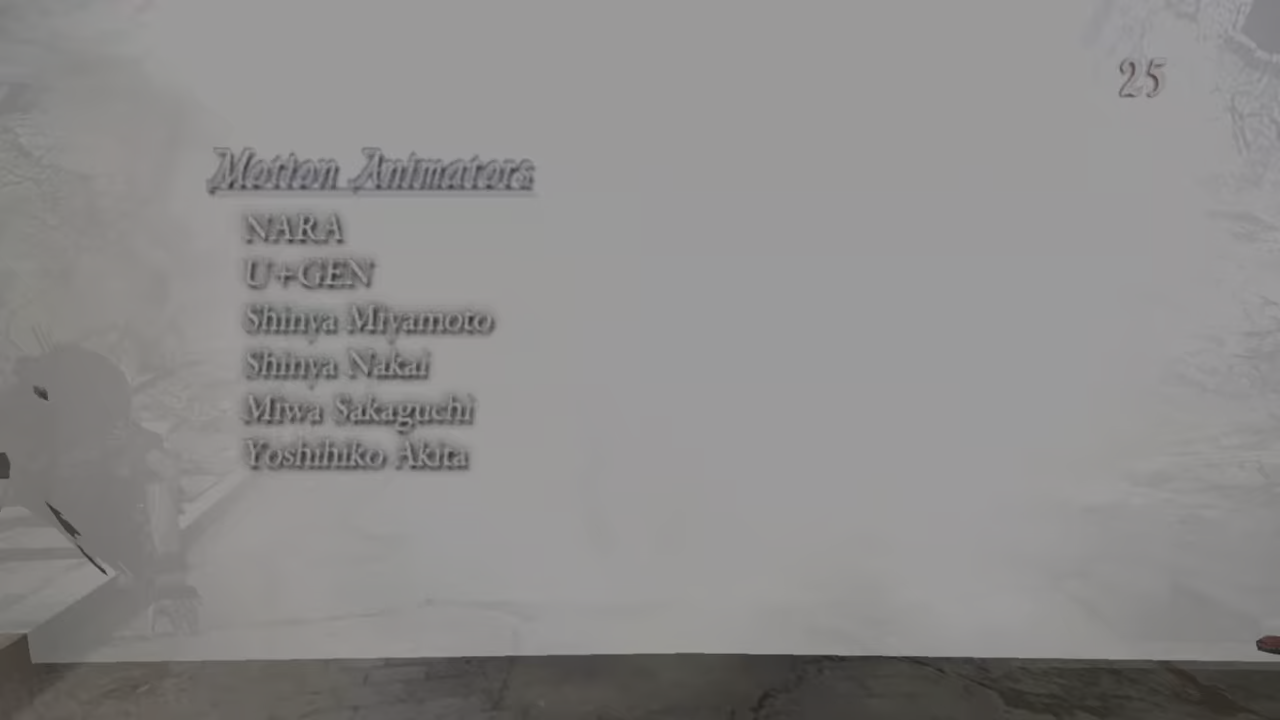 25
Motion Animators
NARA
U+GEN
Shinya Miyamoto
Shinya Nakai
Miwa Sakaguchi
Yoshihiko Akita